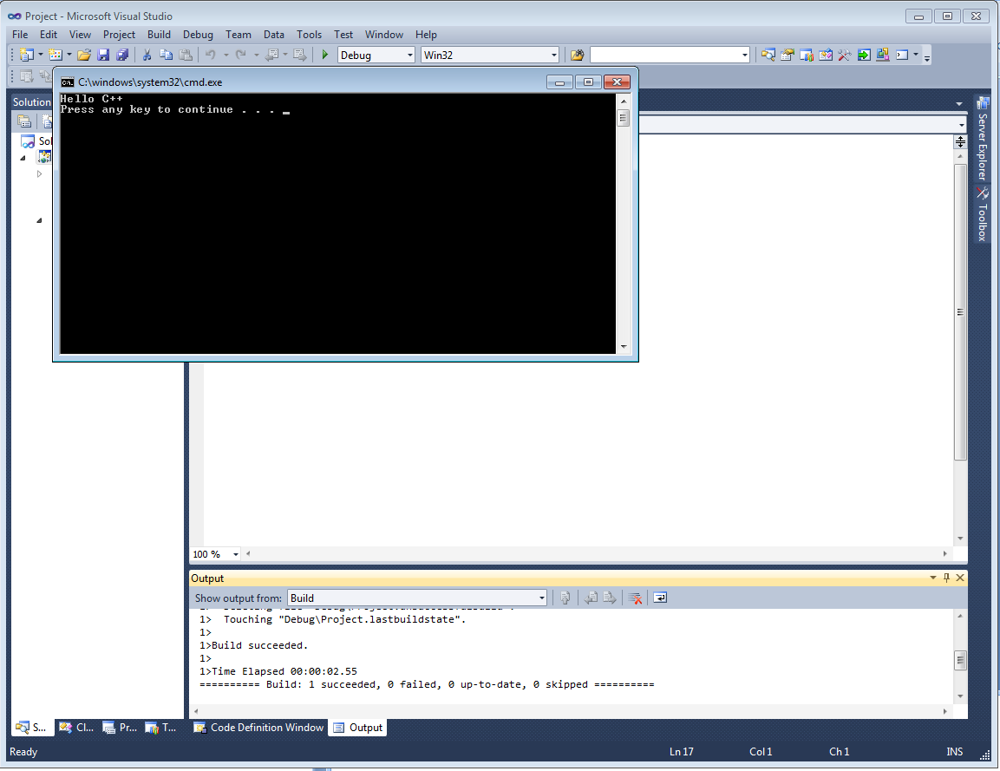 Project - Microsoft Visual Studio
File Edit View Project Build Debug Team Data Tools Test Window Help
Debug Win32
C:\windows\system32\cmd.exe
Hello C++
Press any key to continue . . . _
Solution
Sol
Server Explorer
Toolbox
100 %
Output
Show output from: Build
1>  Touching "Debug\Project.lastbuildstate".
1>
1>Build succeeded.
1>
1>Time Elapsed 00:00:02.55
========== Build: 1 succeeded, 0 failed, 0 up-to-date, 0 skipped ==========
S... Cl... Pr... T... Code Definition Window Output
Ready Ln 17 Col 1 Ch 1 INS